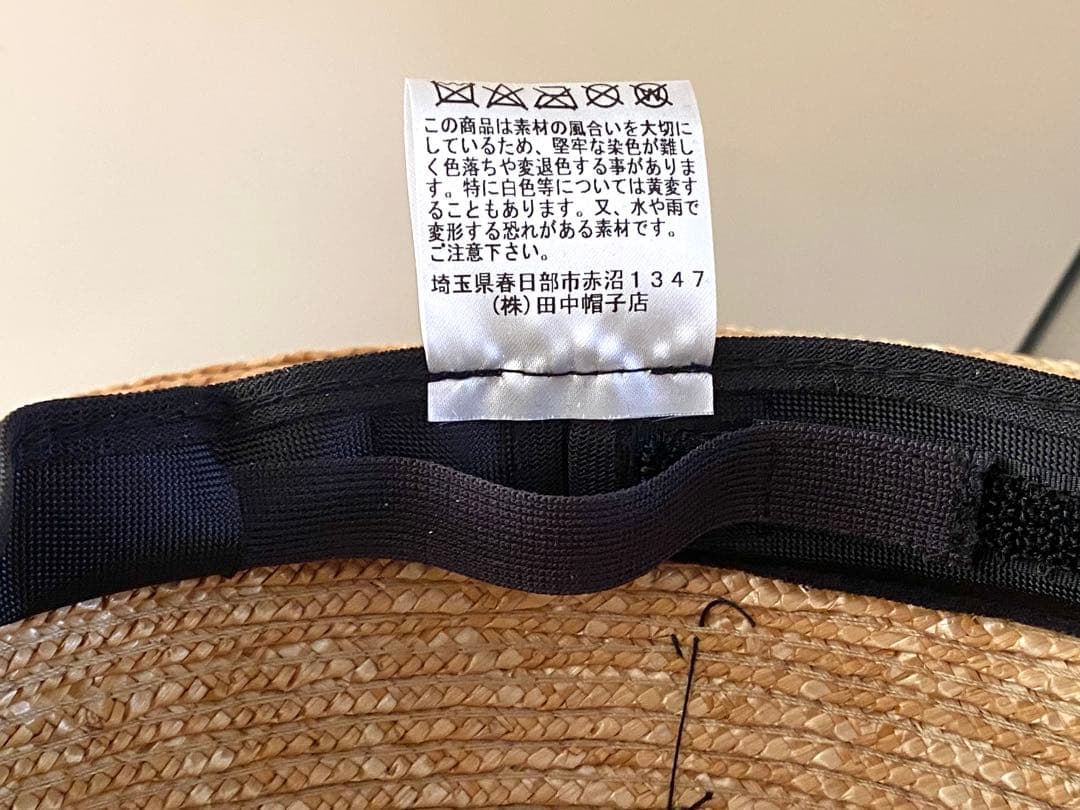 この商品は素材の風合いを大切に
しているため、堅牢な染色が難し
く色落ちや変退色する事がありま
す。特に白色等については黄変す
ることもあります。又、水や雨で
変形する恐れがある素材です。
ご注意下さい。
埼玉県春日部市赤沼１３４７
(株)田中帽子店